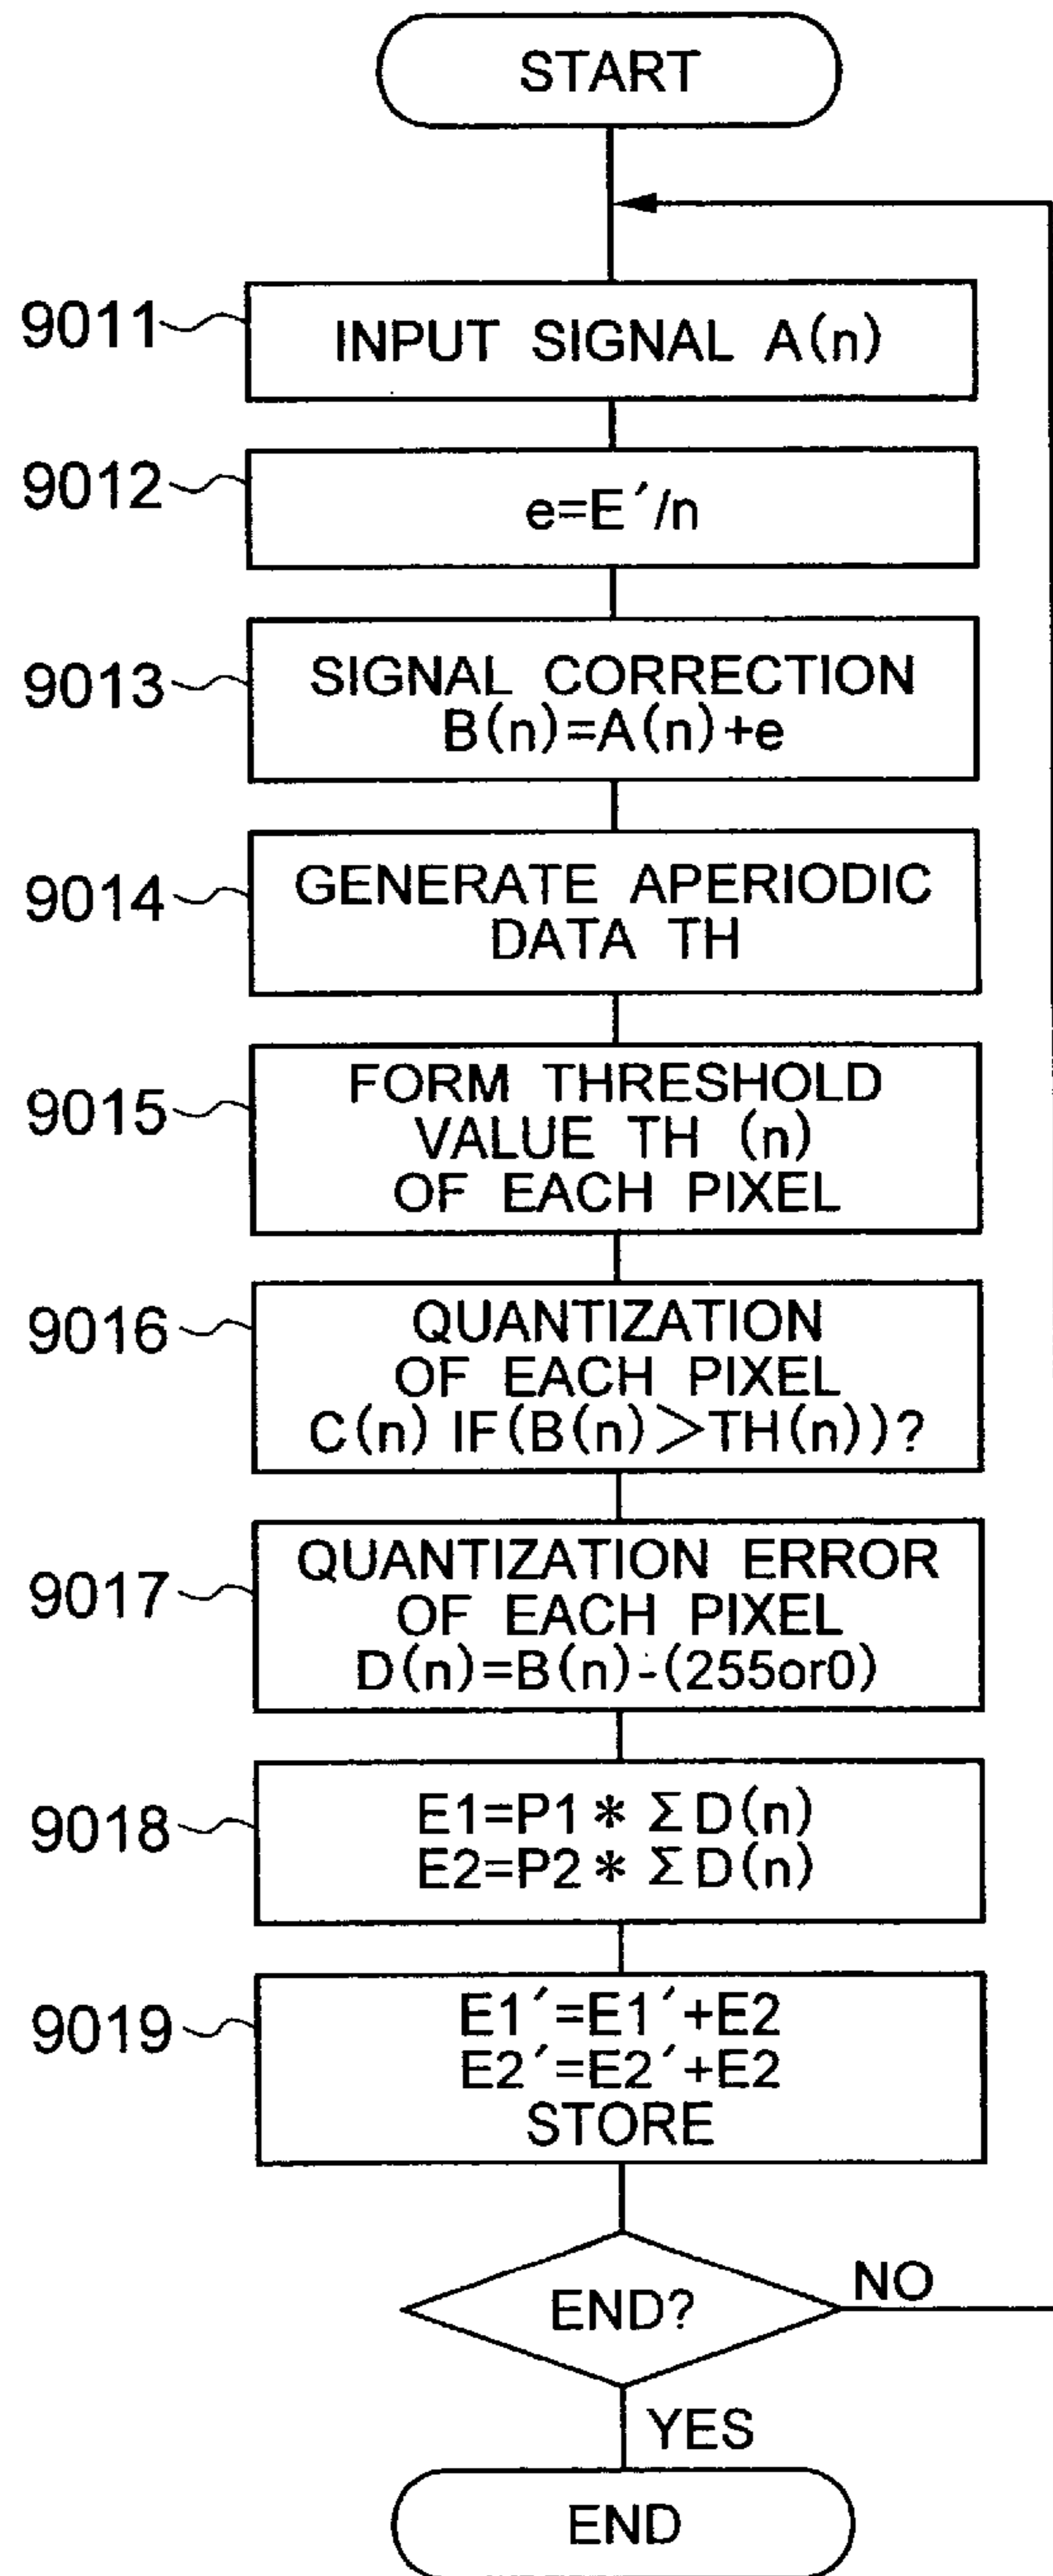 START
9011
INPUT SIGNAL A(n)
9012
e=E´/n
9013
SIGNAL CORRECTION
B(n)=A(n)+e
9014
GENERATE APERIODIC
DATA TH
9015
FORM THRESHOLD
VALUE TH (n)
OF EACH PIXEL
9016
QUANTIZATION
OF EACH PIXEL
C(n) IF(B(n)>TH(n))?
9017
QUANTIZATION ERROR
OF EACH PIXEL
D(n)=B(n)-(255or0)
9018
E1=P1* ΣD(n)
E2=P2* ΣD(n)
9019
E1´=E1´+E2
E2´=E2´+E2
STORE
END?
NO
YES
END